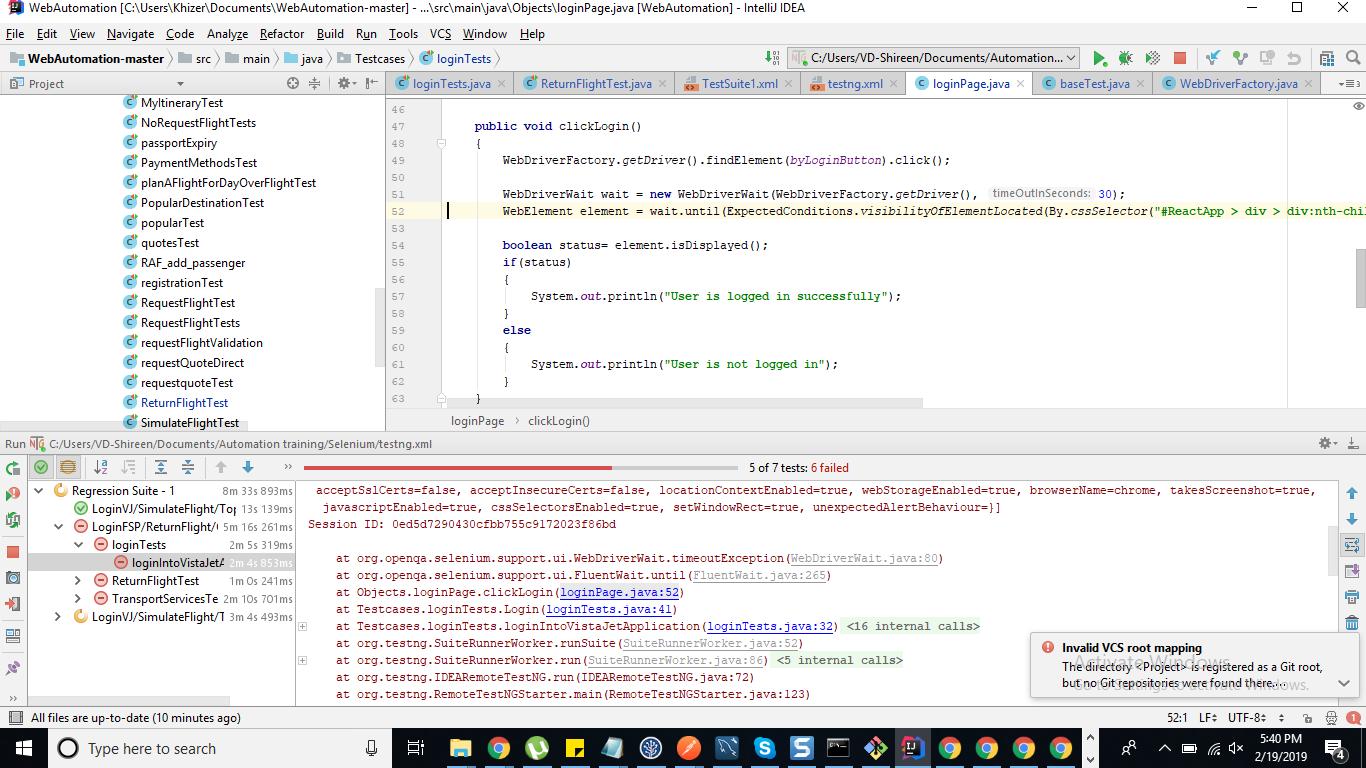 WebAutomation [C:\Users\Khizer\Documents\WebAutomation-master] - ...\src\main\java\Objects\loginPage.java [WebAutomation] - IntelliJ IDEA
File Edit View Navigate Code Analyze Refactor Build Run Tools VCS Window Help
WebAutomation-master src main java Testcases loginTests C:/Users/VD-Shireen/Documents/Automation...
Project
loginTests.java ReturnFlightTest.java TestSuite1.xml testng.xml loginPage.java baseTest.java WebDriverFactory.java
MyItineraryTest
NoRequestFlightTests
passportExpiry
PaymentMethodsTest
planAFlightForDayOverFlightTest
PopularDestinationTest
popularTest
quotesTest
RAF_add_passenger
registrationTest
RequestFlightTest
RequestFlightTests
requestFlightValidation
requestQuoteDirect
requestquoteTest
ReturnFlightTest
SimulateFlightTest
46
47 public void clickLogin()
48 {
49 WebDriverFactory.getDriver().findElement(byLoginButton).click();
50
51 WebDriverWait wait = new WebDriverWait(WebDriverFactory.getDriver(), timeOutInSeconds: 30);
52 WebElement element = wait.until(ExpectedConditions.visibilityOfElementLocated(By.cssSelector("#ReactApp > div > div:nth-chil
53
54 boolean status= element.isDisplayed();
55 if(status)
56 {
57 System.out.println("User is logged in successfully");
58 }
59 else
60 {
61 System.out.println("User is not logged in");
62 }
63 }
loginPage > clickLogin()
Run C:/Users/VD-Shireen/Documents/Automation training/Selenium/testng.xml
5 of 7 tests: 6 failed
Regression Suite - 1 8m 33s 893ms
LoginVJ/SimulateFlight/Top 13s 139ms
LoginFSP/ReturnFlight/ 5m 16s 261ms
loginTests 2m 5s 319ms
loginIntoVistaJetA 2m 4s 853ms
ReturnFlightTest 1m 0s 241ms
TransportServicesTe 2m 10s 701ms
LoginVJ/SimulateFlight/T 3m 4s 493ms
acceptSslCerts=false, acceptInsecureCerts=false, locationContextEnabled=true, webStorageEnabled=true, browserName=chrome, takesScreenshot=true,
javascriptEnabled=true, cssSelectorsEnabled=true, setWindowRect=true, unexpectedAlertBehaviour=}]
Session ID: 0ed5d7290430cfbb755c9172023f86bd
at org.openqa.selenium.support.ui.WebDriverWait.timeoutException(WebDriverWait.java:80)
at org.openqa.selenium.support.ui.FluentWait.until(FluentWait.java:265)
at Objects.loginPage.clickLogin(loginPage.java:52)
at Testcases.loginTests.Login(loginTests.java:41)
at Testcases.loginTests.loginIntoVistaJetApplication(loginTests.java:32) <16 internal calls>
at org.testng.SuiteRunnerWorker.runSuite(SuiteRunnerWorker.java:52)
at org.testng.SuiteRunnerWorker.run(SuiteRunnerWorker.java:86) <5 internal calls>
at org.testng.IDEARemoteTestNG.run(IDEARemoteTestNG.java:72)
at org.testng.RemoteTestNGStarter.main(RemoteTestNGStarter.java:123)
Invalid VCS root mapping
The directory <Project> is registered as a Git root,
but no Git repositories were found there....
Activate Windows
Go to Settings to activate Windows.
All files are up-to-date (10 minutes ago)
52:1 LF UTF-8
Type here to search
5:40 PM
2/19/2019
4